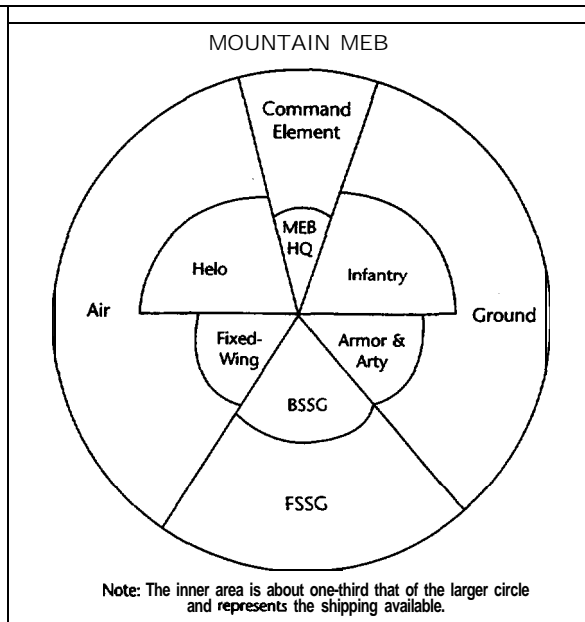 MOUNTAIN MEB
Command
Element
MEB
HQ
Helo
Infantry
Air
Ground
Fixed-
Wing
Armor &
Arty
BSSG
FSSG
Note: The inner area is about one-third that of the larger circle
and represents the shipping available.